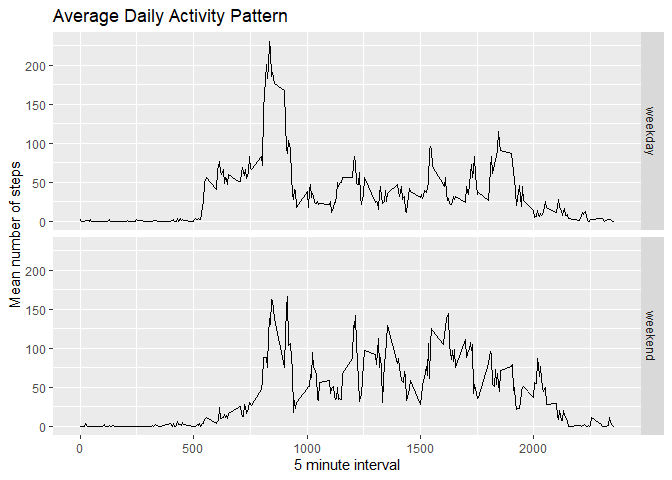 Average Daily Activity Pattern
200
150
100
50
0
weekday
Mean number of steps
200
150
100
50
0
weekend
0 500 1000 1500 2000
5 minute interval